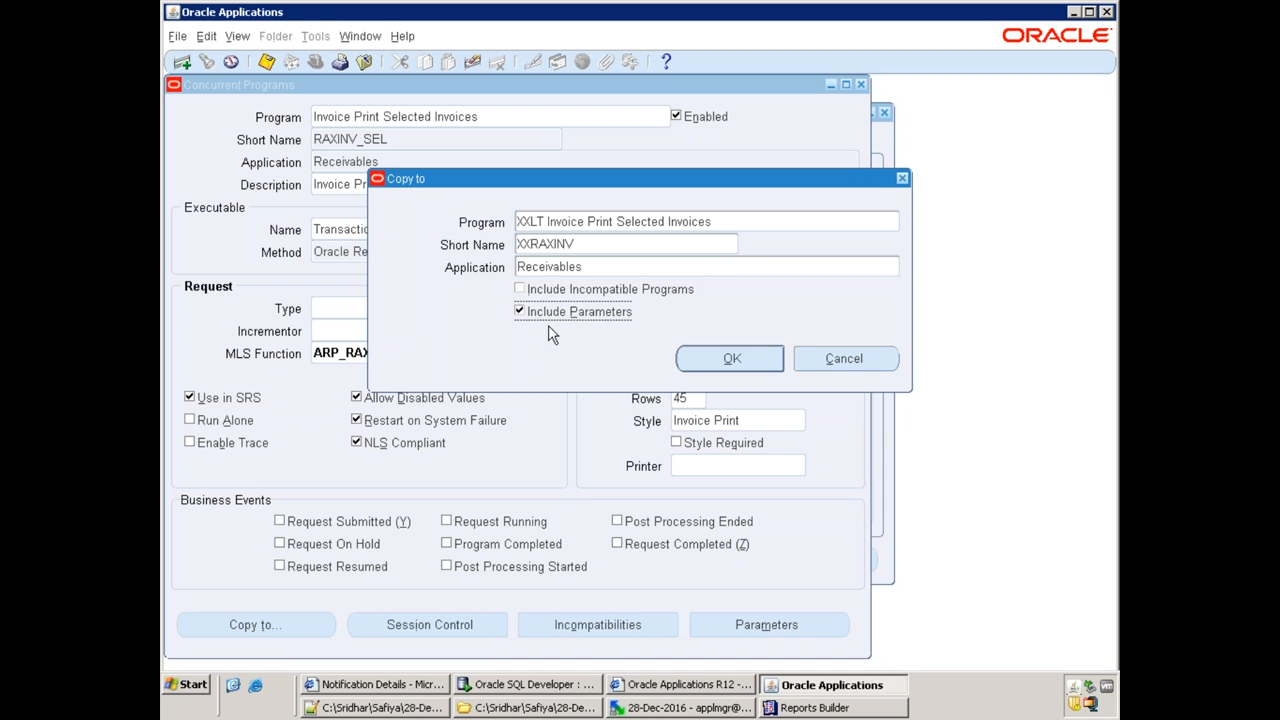 Oracle Applications
File Edit View Folder Tools Window Help
ORACLE
Concurrent Programs
Program Invoice Print Selected Invoices Enabled
Short Name RAXINV_SEL
Application Receivables
Description Invoice Pr
Copy to
Program XXLT Invoice Print Selected Invoices
Short Name XXRAXINV
Application Receivables
Include Incompatible Programs
Include Parameters
OK Cancel
Executable
Name Transactio
Method Oracle Re
Request
Type
Incrementor
MLS Function ARP_RAX
Use in SRS Allow Disabled Values
Run Alone Restart on System Failure
Enable Trace NLS Compliant
Rows 45
Style Invoice Print
Style Required
Printer
Business Events
Request Submitted (Y) Request Running Post Processing Ended
Request On Hold Program Completed Request Completed (Z)
Request Resumed Post Processing Started
Copy to... Session Control Incompatibilities Parameters
Start Notification Details - Micr... Oracle SQL Developer : ... Oracle Applications R12 -... Oracle Applications
C:\Sridhar\Safiya\28-De... C:\Sridhar\Safiya\28-De... 28-Dec-2016 - applmgr@... Reports Builder